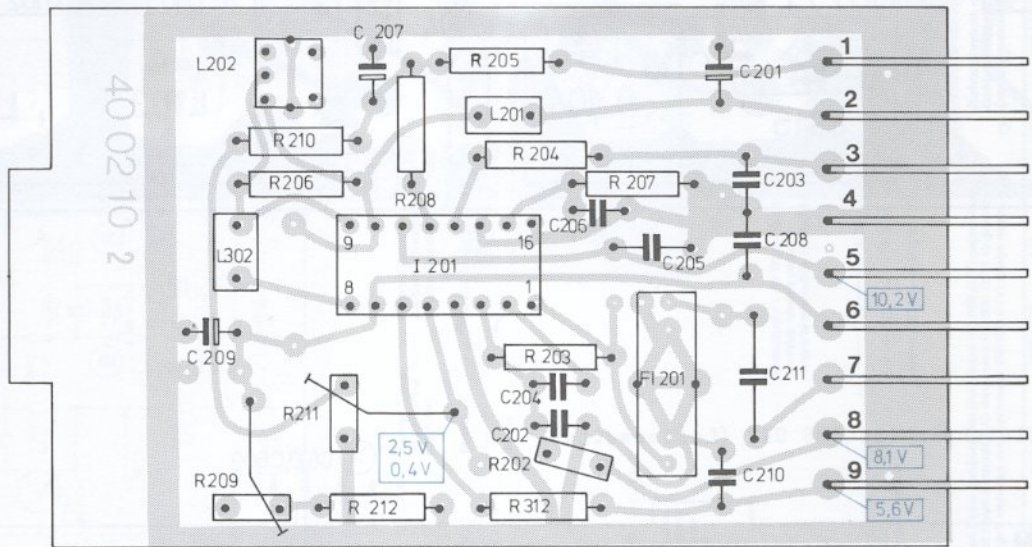 C 207
L202
R 205
C201
1
2
L201
R 210
R 204
3
R206
R 207
C203
R208
4
C206
9
16
C208
L302
I 201
C205
5
8
1
10,2 V
6
C 209
R 203
FI 201
C211
7
C204
R211
C202
8
2,5 V
0,4 V
R202
8,1 V
R209
C 210
9
R 212
R 312
5,6 V
40 02 10 2